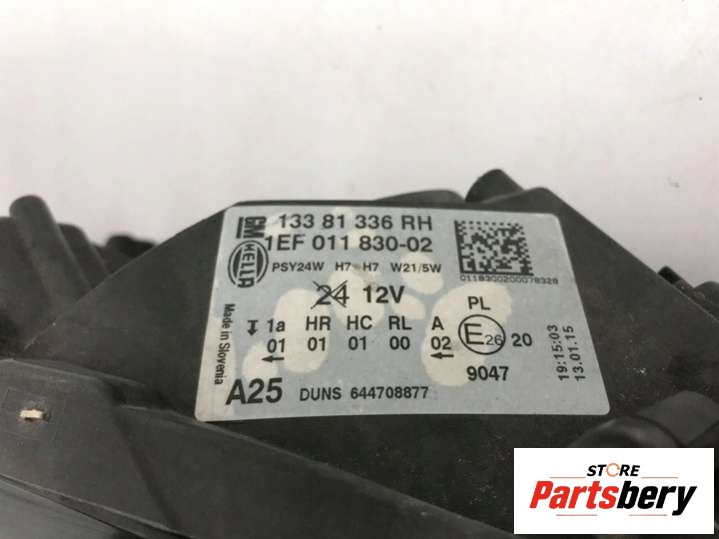 GM 133 81 336 RH
1EF 011 830-02
HELLA
PSY24W H7-H7 W21/5W
0118300200078328
24 12V
PL
1a HR HC RL A
E26 20
01 01 01 00 02
9047
A25 DUNS 644708877
Made in Slovenia
19:15:03
13.01.15
STORE
Partsbery